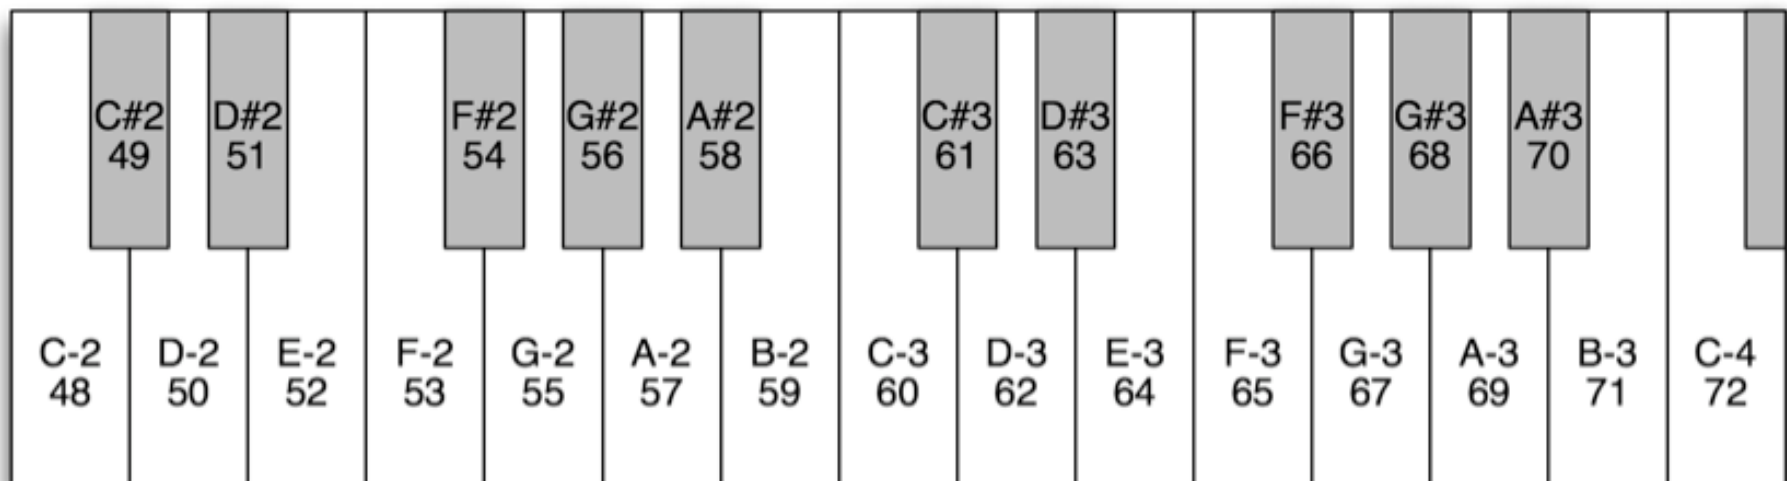 C#2 D#2 F#2 G#2 A#2 C#3 D#3 F#3 G#3 A#3
49 51 54 56 58 61 63 66 68 70
C-2 D-2 E-2 F-2 G-2 A-2 B-2 C-3 D-3 E-3 F-3 G-3 A-3 B-3 C-4
48 50 52 53 55 57 59 60 62 64 65 67 69 71 72